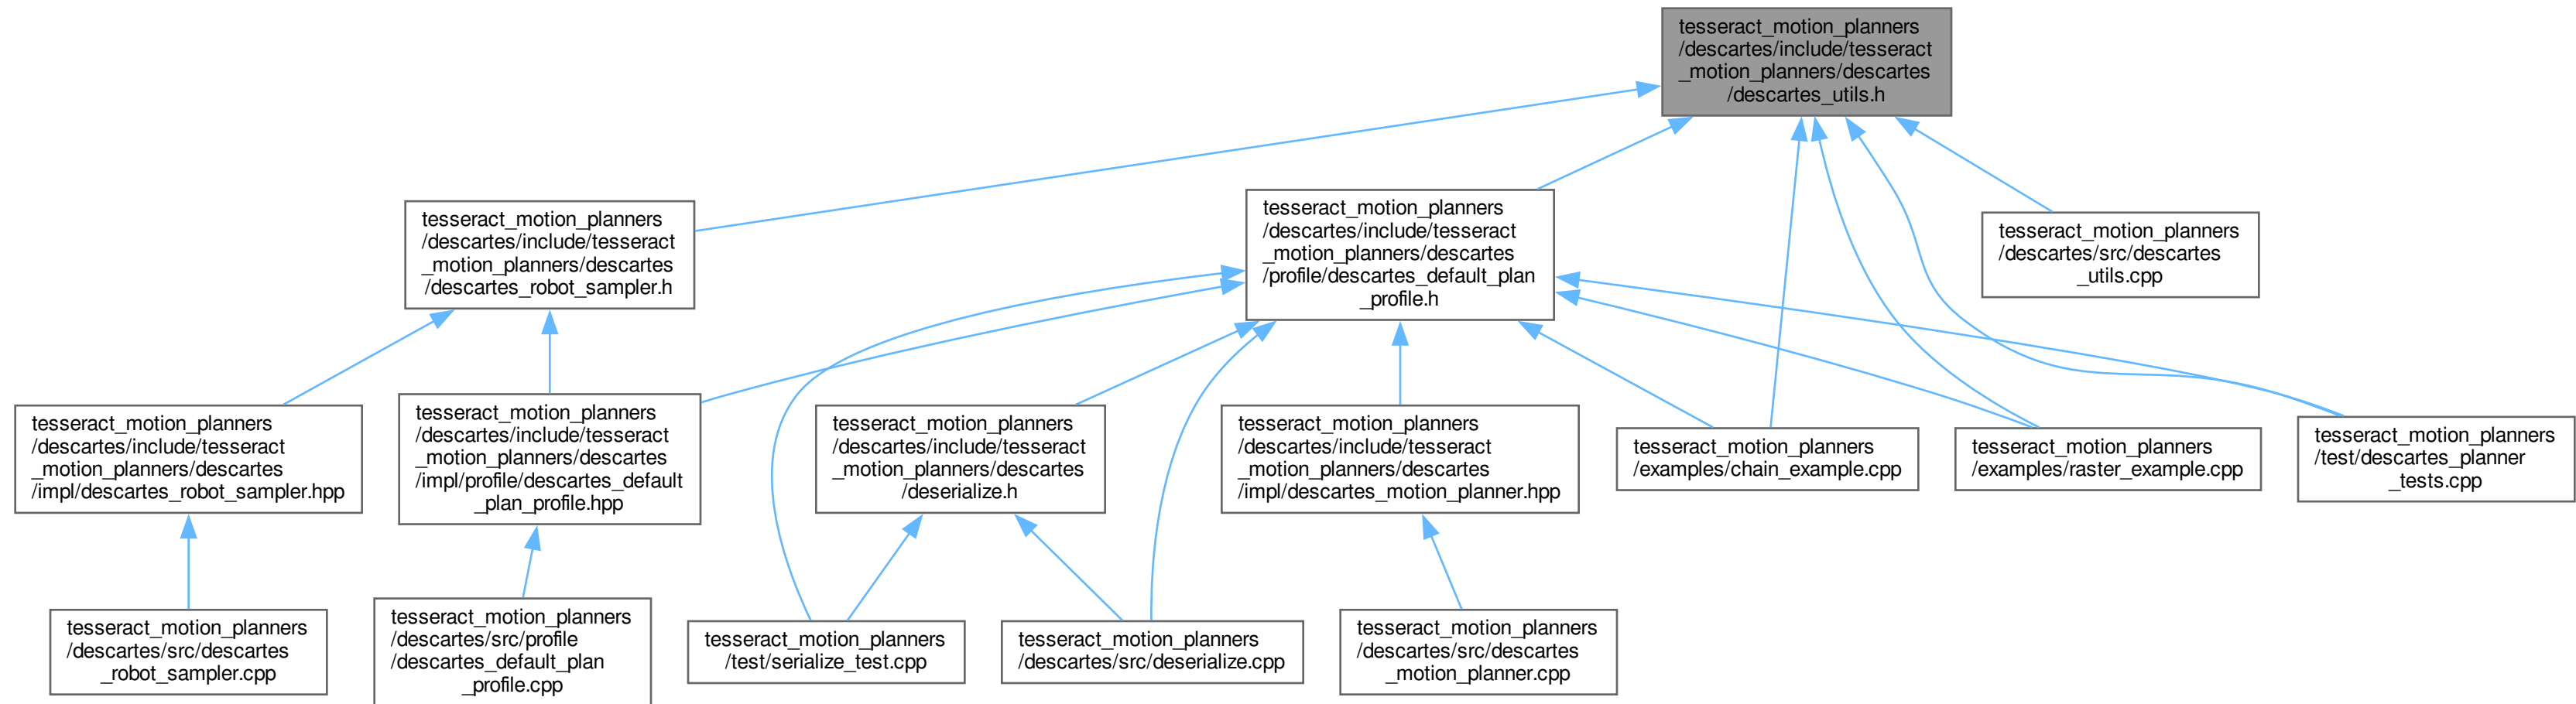 tesseract_motion_planners
/descartes/include/tesseract
_motion_planners/descartes
/descartes_utils.h
tesseract_motion_planners
/descartes/include/tesseract
_motion_planners/descartes
/descartes_robot_sampler.h
tesseract_motion_planners
/descartes/include/tesseract
_motion_planners/descartes
/profile/descartes_default_plan
_profile.h
tesseract_motion_planners
/descartes/src/descartes
_utils.cpp
tesseract_motion_planners
/descartes/include/tesseract
_motion_planners/descartes
/impl/descartes_robot_sampler.hpp
tesseract_motion_planners
/descartes/include/tesseract
_motion_planners/descartes
/impl/profile/descartes_default
_plan_profile.hpp
tesseract_motion_planners
/descartes/include/tesseract
_motion_planners/descartes
/deserialize.h
tesseract_motion_planners
/descartes/include/tesseract
_motion_planners/descartes
/impl/descartes_motion_planner.hpp
tesseract_motion_planners
/examples/chain_example.cpp
tesseract_motion_planners
/examples/raster_example.cpp
tesseract_motion_planners
/test/descartes_planner
_tests.cpp
tesseract_motion_planners
/descartes/src/descartes
_robot_sampler.cpp
tesseract_motion_planners
/descartes/src/profile
/descartes_default_plan
_profile.cpp
tesseract_motion_planners
/test/serialize_test.cpp
tesseract_motion_planners
/descartes/src/deserialize.cpp
tesseract_motion_planners
/descartes/src/descartes
_motion_planner.cpp